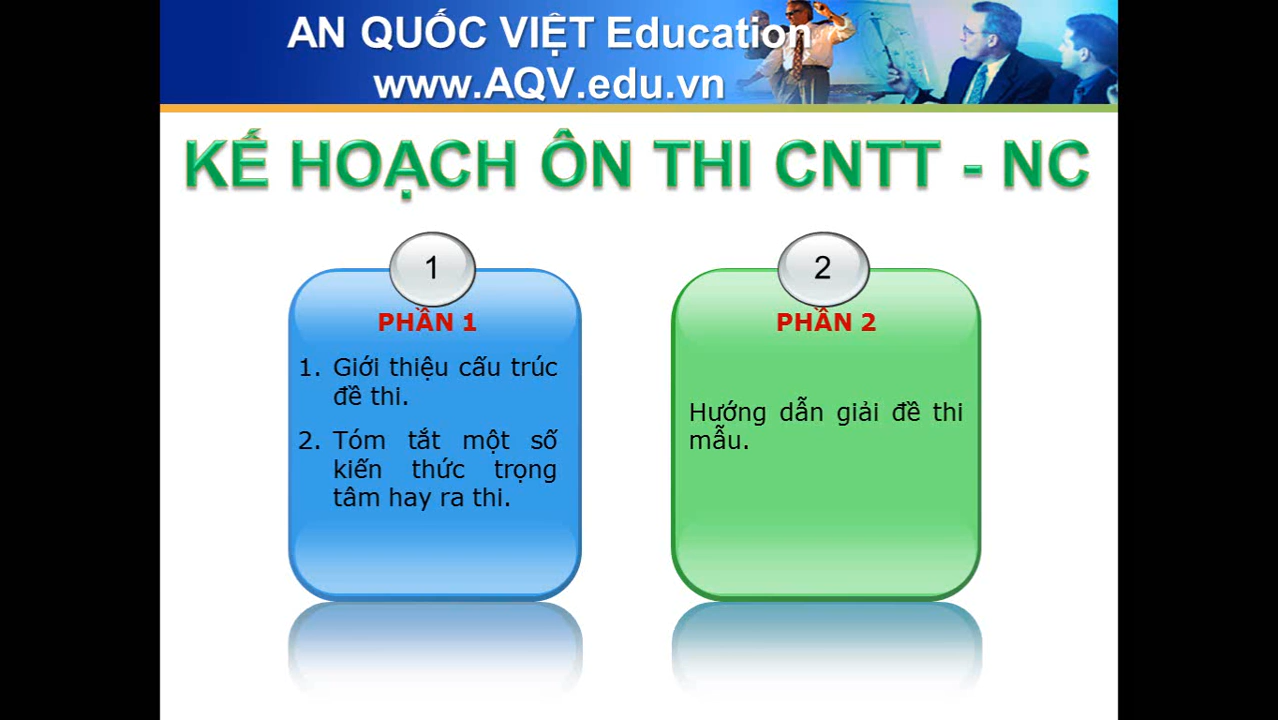 AN QUỐC VIỆT Education
www.AQV.edu.vn
KẾ HOẠCH ÔN THI CNTT - NC
1
PHẦN 1
1. Giới thiệu cấu trúc
đề thi.
2. Tóm tắt một số
kiến thức trọng
tâm hay ra thi.
2
PHẦN 2
Hướng dẫn giải đề thi
mẫu.